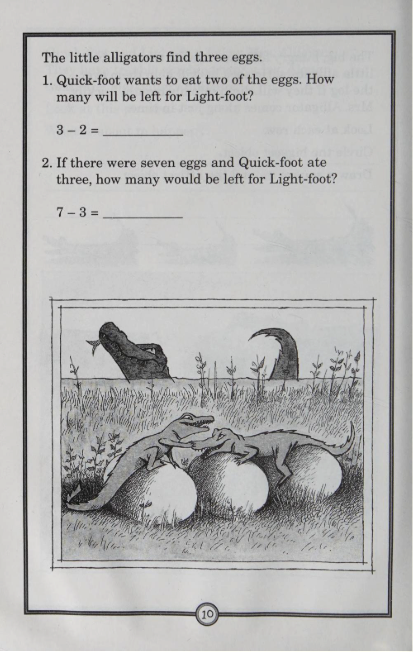 The little alligators find three eggs.
1. Quick-foot wants to eat two of the eggs. How
many will be left for Light-foot?
3 – 2 = ________
2. If there were seven eggs and Quick-foot ate
three, how many would be left for Light-foot?
7 – 3 = ________
10